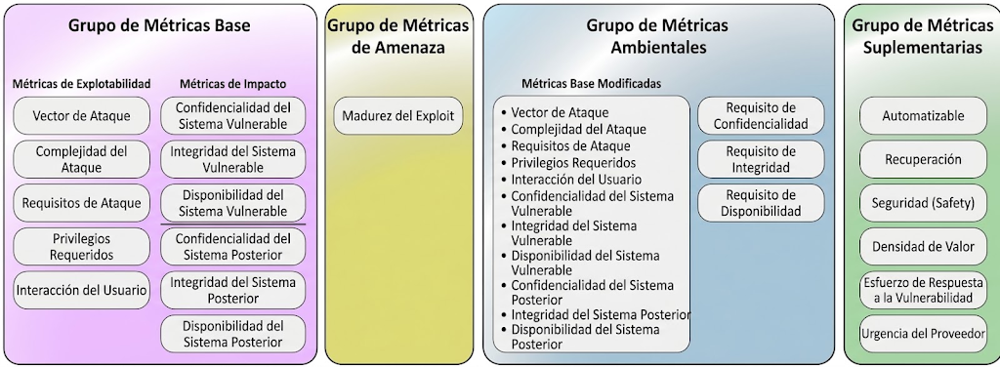 Grupo de Métricas Base
Métricas de Explotabilidad
Vector de Ataque
Complejidad del
Ataque
Requisitos de Ataque
Privilegios
Requeridos
Interacción del Usuario
Métricas de Impacto
Confidencialidad del
Sistema Vulnerable
Integridad del Sistema
Vulnerable
Disponibilidad del
Sistema Vulnerable
Confidencialidad del
Sistema Posterior
Integridad del Sistema
Posterior
Disponibilidad del
Sistema Posterior
Grupo de Métricas
de Amenaza
Madurez del Exploit
Grupo de Métricas
Ambientales
Métricas Base Modificadas
• Vector de Ataque
• Complejidad del Ataque
• Requisitos de Ataque
• Privilegios Requeridos
• Interacción del Usuario
• Confidencialidad del Sistema
Vulnerable
• Integridad del Sistema
Vulnerable
• Disponibilidad del Sistema
Vulnerable
• Confidencialidad del Sistema
Posterior
• Integridad del Sistema Posterior
• Disponibilidad del Sistema
Posterior
Requisito de
Confidencialidad
Requisito de
Integridad
Requisito de
Disponibilidad
Grupo de Métricas
Suplementarias
Automatizable
Recuperación
Seguridad (Safety)
Densidad de Valor
Esfuerzo de Respuesta
a la Vulnerabilidad
Urgencia del Proveedor